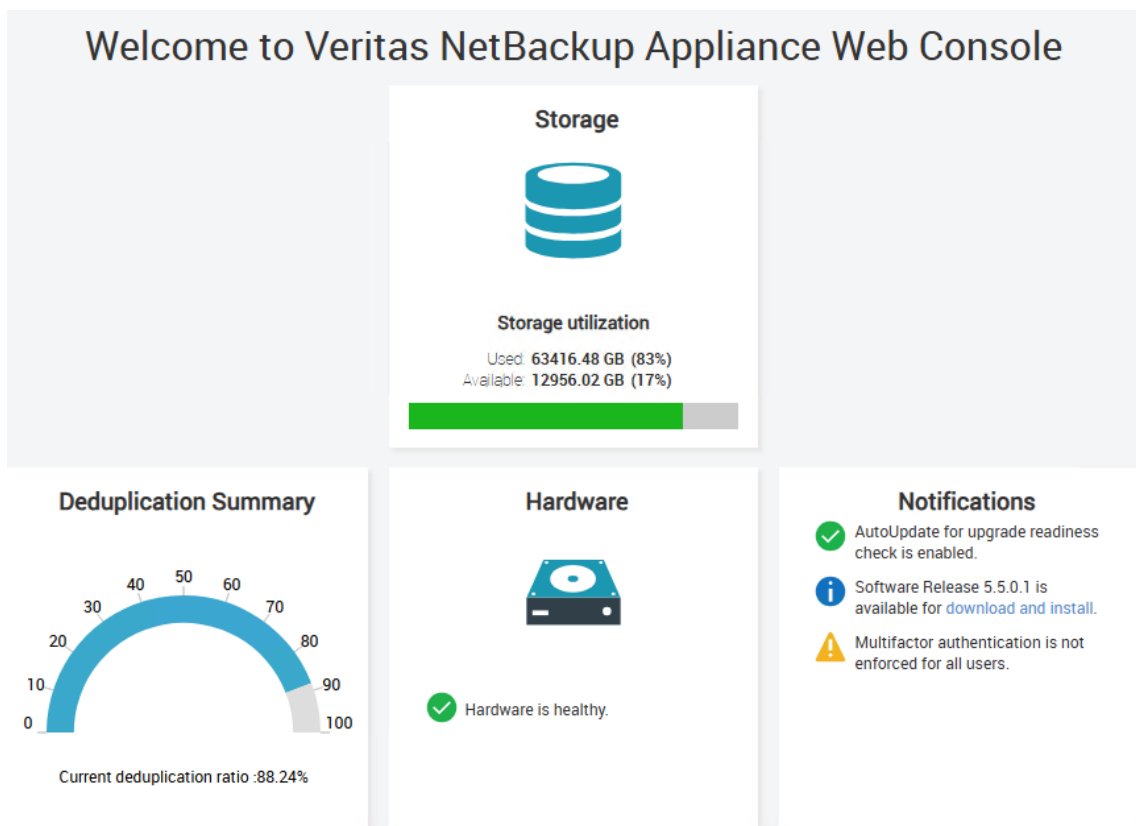 Welcome to Veritas NetBackup Appliance Web Console
Storage
Storage utilization
Used: 63416.48 GB (83%)
Available: 12956.02 GB (17%)
Deduplication Summary
0
10
20
30
40
50
60
70
80
90
100
Current deduplication ratio :88.24%
Hardware
Hardware is healthy.
Notifications
AutoUpdate for upgrade readiness
check is enabled.
Software Release 5.5.0.1 is
available for download and install.
Multifactor authentication is not
enforced for all users.